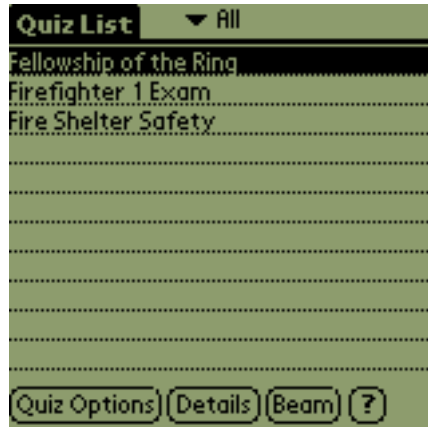 Quiz List All
Fellowship of the Ring
Firefighter 1 Exam
Fire Shelter Safety
Quiz Options Details Beam ?